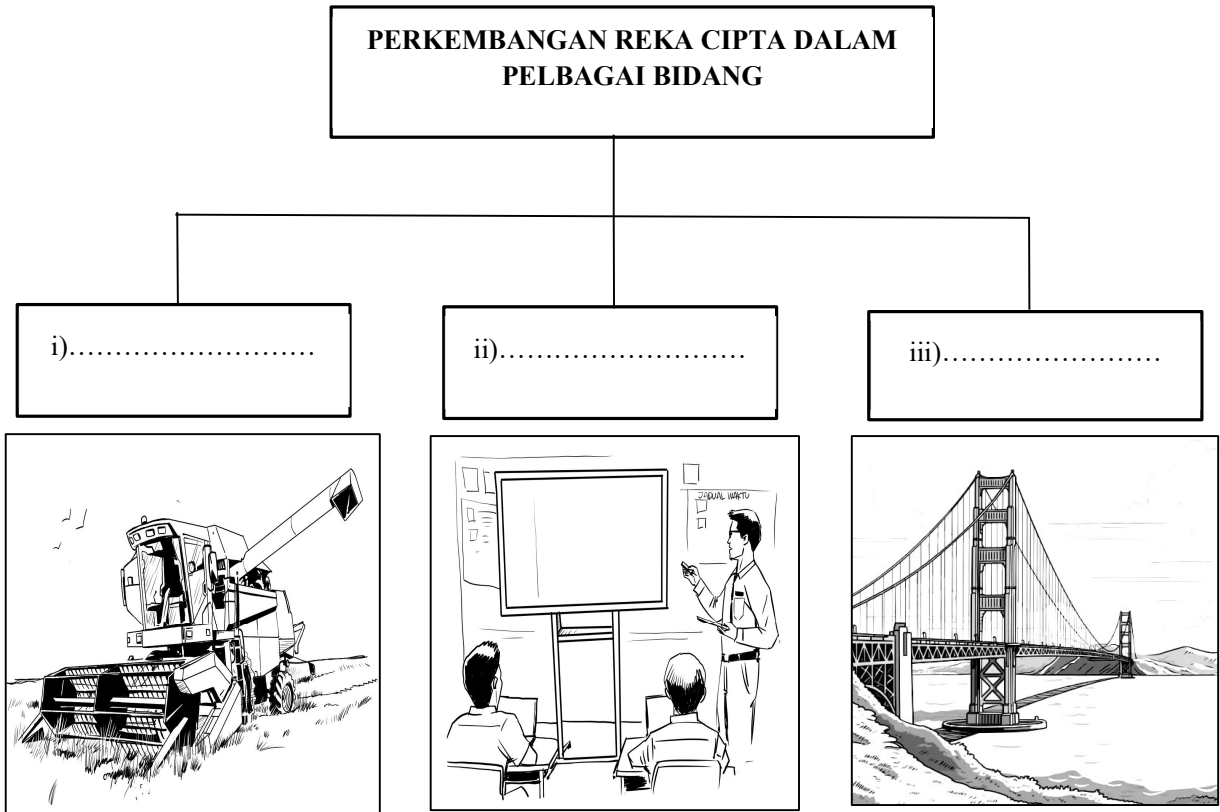 PERKEMBANGAN REKA CIPTA DALAM
PELBAGAI BIDANG
i)............................
ii)...........................
iii)........................
JADUAL WAKTU